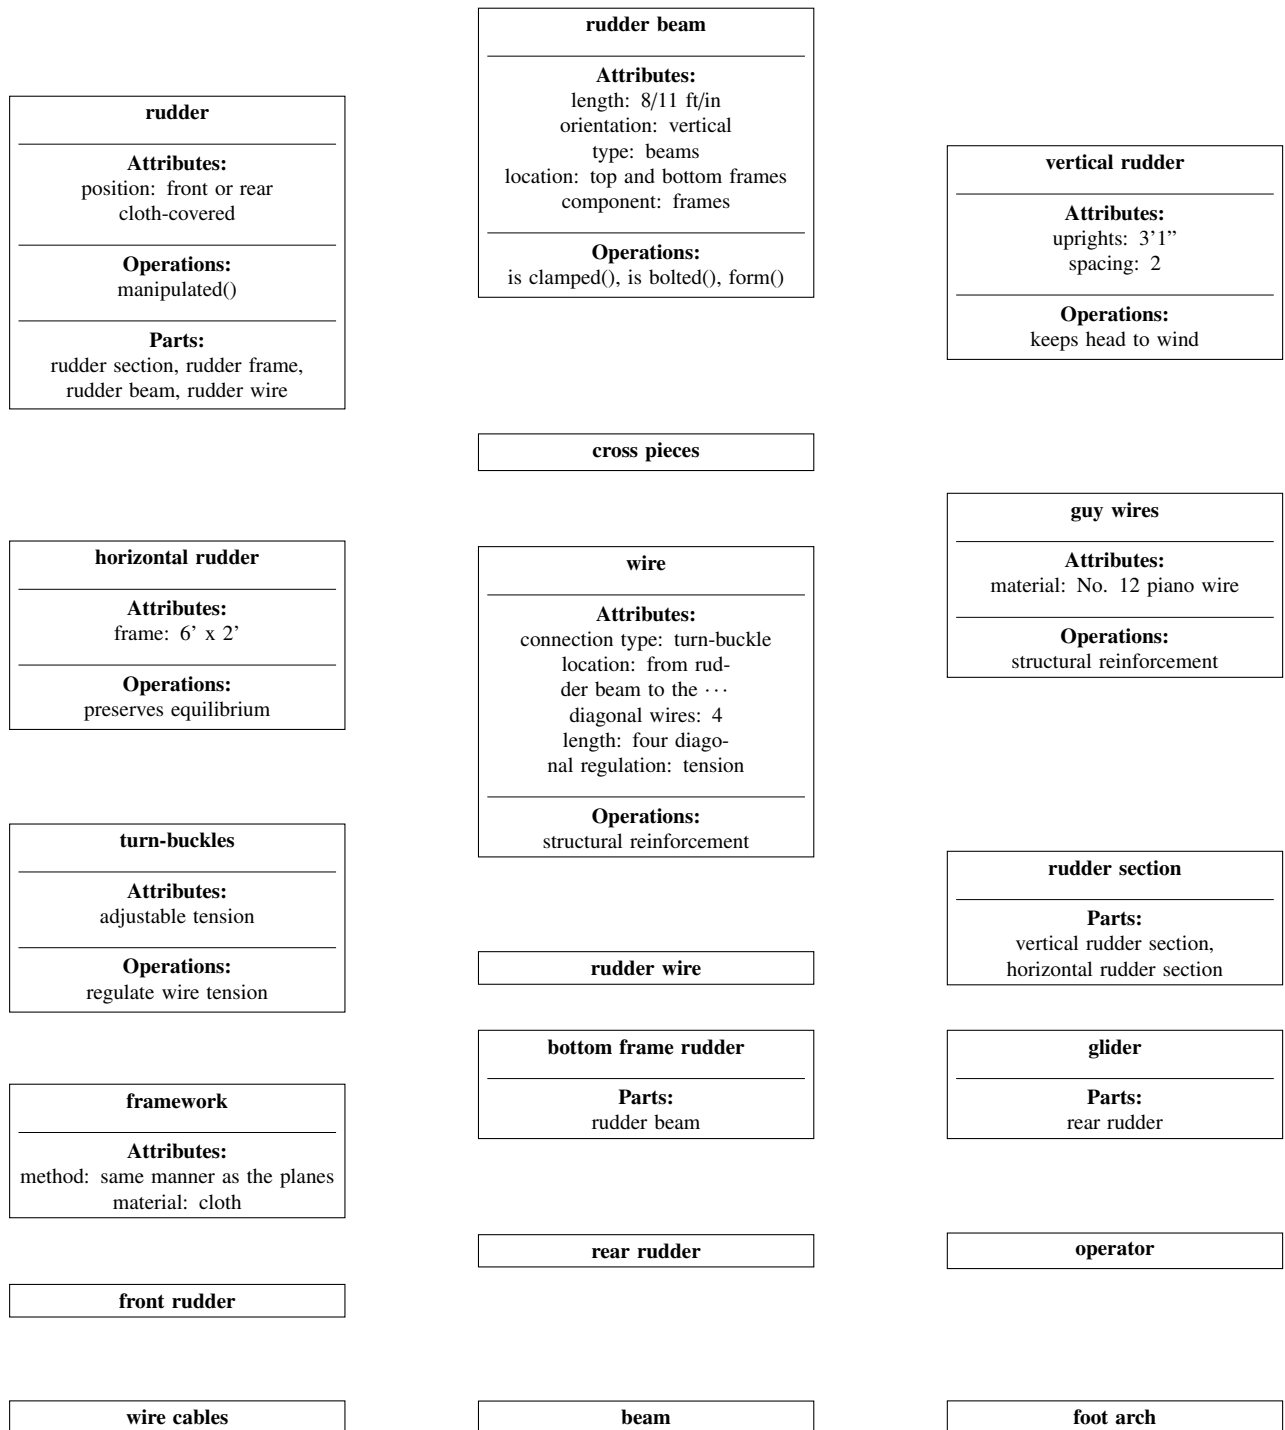 rudder beam
Attributes:
length: 8/11 ft/in
orientation: vertical
type: beams
location: top and bottom frames
component: frames
Operations:
is clamped(), is bolted(), form()
rudder
Attributes:
position: front or rear
cloth-covered
Operations:
manipulated()
Parts:
rudder section, rudder frame,
rudder beam, rudder wire
vertical rudder
Attributes:
uprights: 3’1”
spacing: 2
Operations:
keeps head to wind
cross pieces
guy wires
Attributes:
material: No. 12 piano wire
Operations:
structural reinforcement
horizontal rudder
Attributes:
frame: 6’ x 2’
Operations:
preserves equilibrium
wire
Attributes:
connection type: turn-buckle
location: from rud-
der beam to the ···
diagonal wires: 4
length: four diago-
nal regulation: tension
Operations:
structural reinforcement
turn-buckles
Attributes:
adjustable tension
Operations:
regulate wire tension
rudder section
Parts:
vertical rudder section,
horizontal rudder section
rudder wire
bottom frame rudder
Parts:
rudder beam
glider
Parts:
rear rudder
framework
Attributes:
method: same manner as the planes
material: cloth
rear rudder
operator
front rudder
wire cables
beam
foot arch